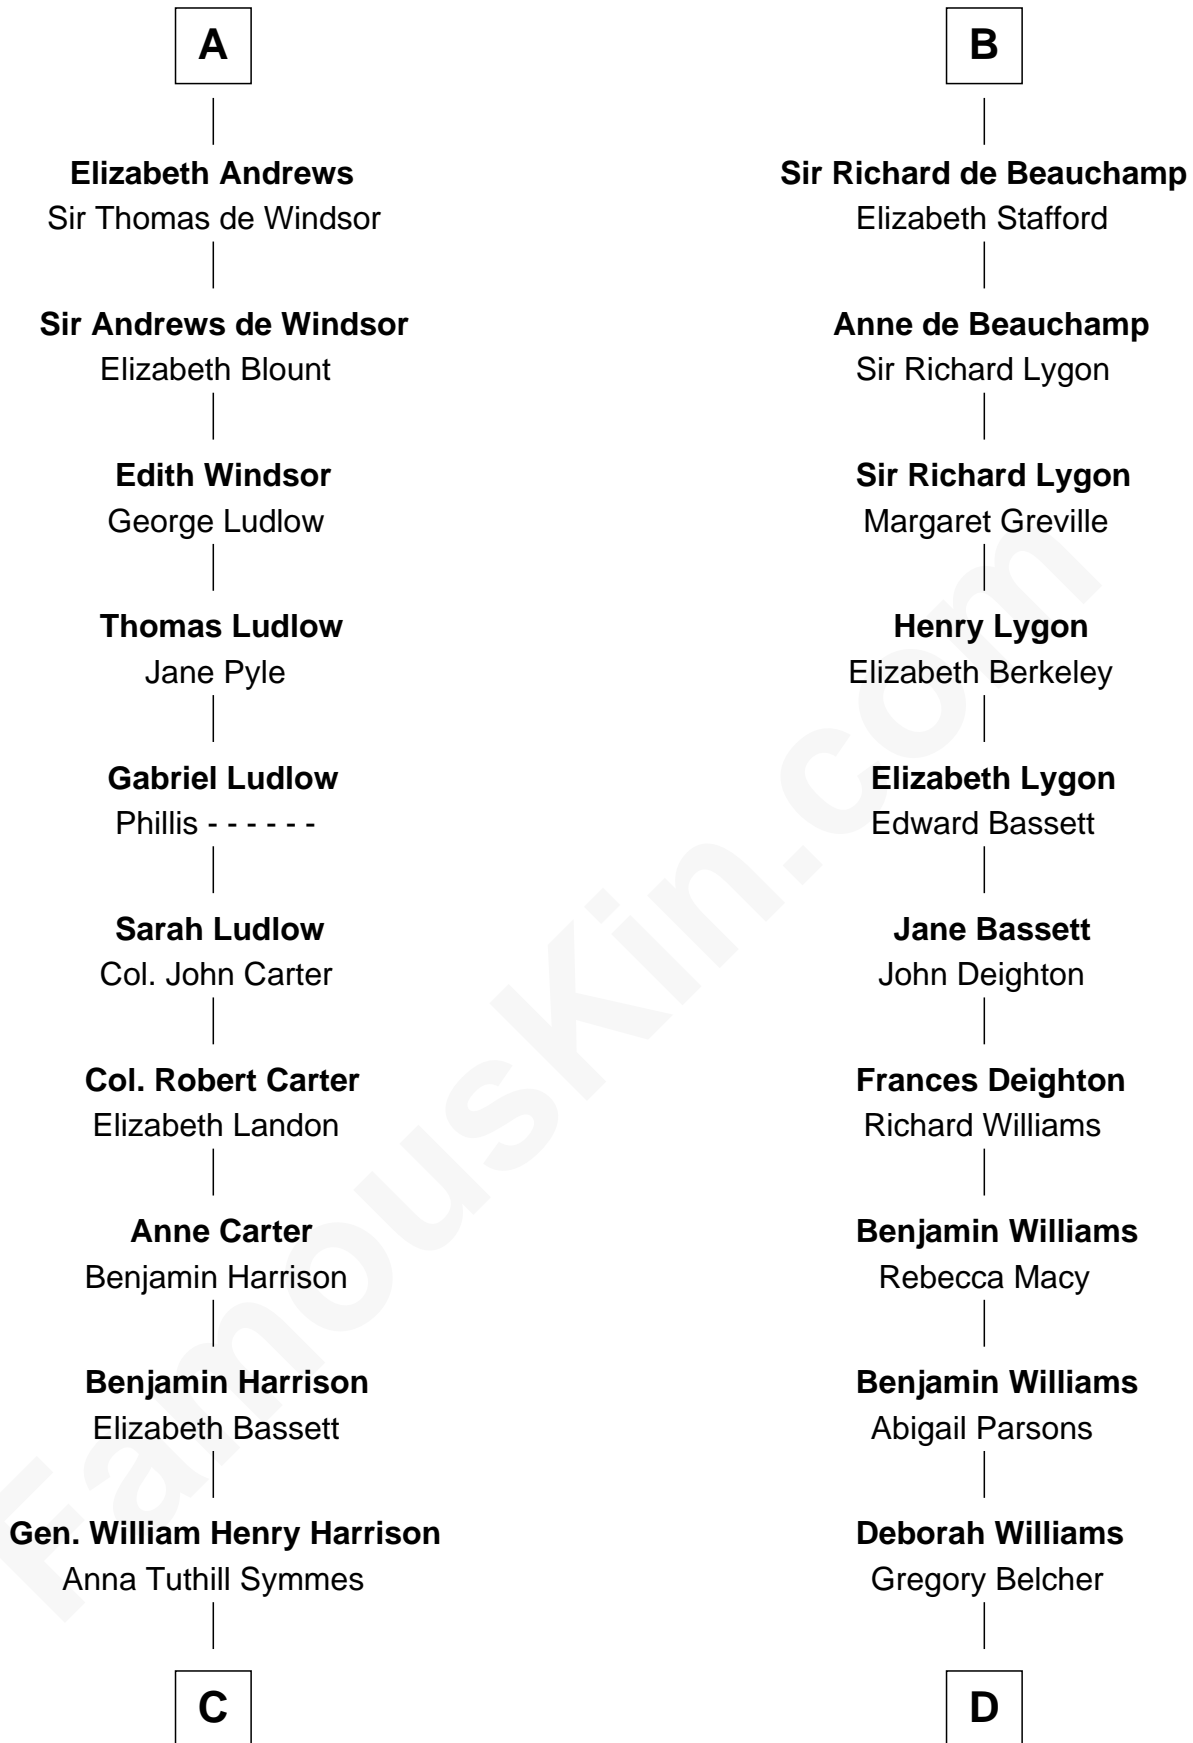 A
Elizabeth Andrews
Sir Thomas de Windsor
Sir Andrews de Windsor
Elizabeth Blount
Edith Windsor
George Ludlow
Thomas Ludlow
Jane Pyle
Gabriel Ludlow
Phillis - - - - - -
Sarah Ludlow
Col. John Carter
Col. Robert Carter
Elizabeth Landon
Anne Carter
Benjamin Harrison
Benjamin Harrison
Elizabeth Bassett
Gen. William Henry Harrison
Anna Tuthill Symmes
C
B
Sir Richard de Beauchamp
Elizabeth Stafford
Anne de Beauchamp
Sir Richard Lygon
Sir Richard Lygon
Margaret Greville
Henry Lygon
Elizabeth Berkeley
Elizabeth Lygon
Edward Bassett
Jane Bassett
John Deighton
Frances Deighton
Richard Williams
Benjamin Williams
Rebecca Macy
Benjamin Williams
Abigail Parsons
Deborah Williams
Gregory Belcher
D
FamousKin.com